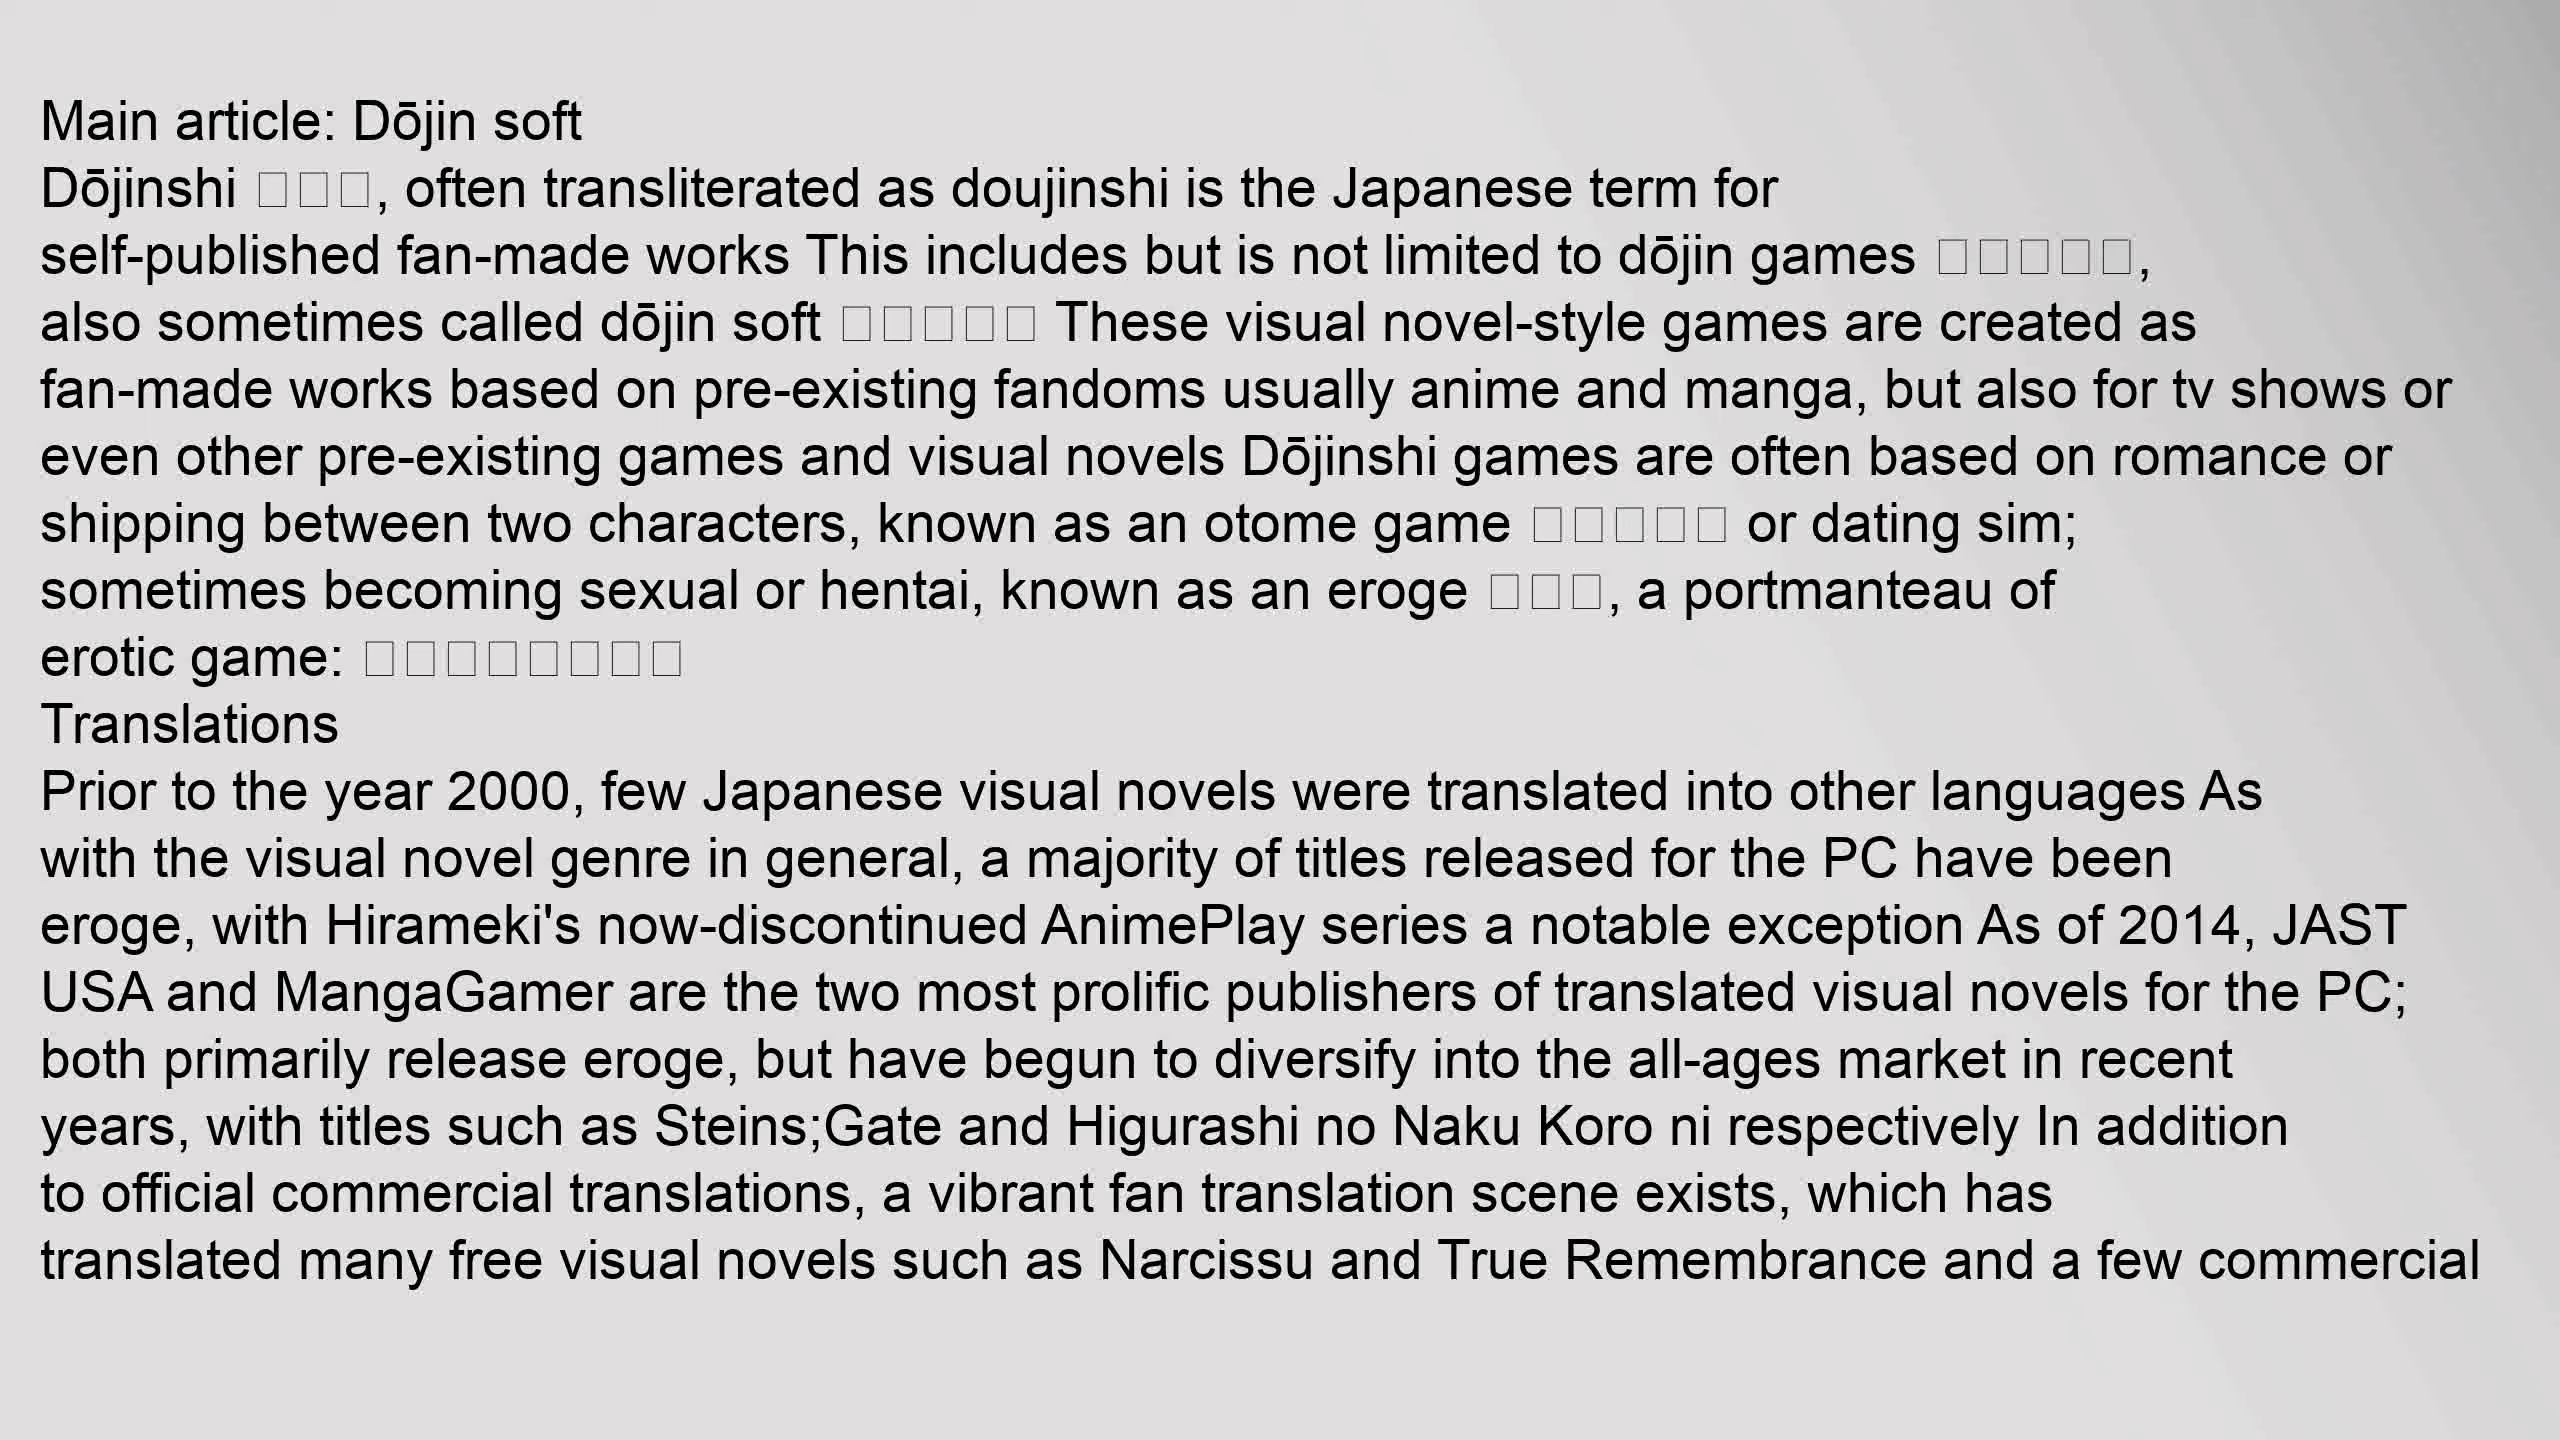 Main article: Dōjin soft
Dōjinshi □□□, often transliterated as doujinshi is the Japanese term for
self-published fan-made works This includes but is not limited to dōjin games □□□□□,
also sometimes called dōjin soft □□□□□ These visual novel-style games are created as
fan-made works based on pre-existing fandoms usually anime and manga, but also for tv shows or
even other pre-existing games and visual novels Dōjinshi games are often based on romance or
shipping between two characters, known as an otome game □□□□□ or dating sim;
sometimes becoming sexual or hentai, known as an eroge □□□, a portmanteau of
erotic game: □□□□□□□□
Translations
Prior to the year 2000, few Japanese visual novels were translated into other languages As
with the visual novel genre in general, a majority of titles released for the PC have been
eroge, with Hirameki's now-discontinued AnimePlay series a notable exception As of 2014, JAST
USA and MangaGamer are the two most prolific publishers of translated visual novels for the PC;
both primarily release eroge, but have begun to diversify into the all-ages market in recent
years, with titles such as Steins;Gate and Higurashi no Naku Koro ni respectively In addition
to official commercial translations, a vibrant fan translation scene exists, which has
translated many free visual novels such as Narcissu and True Remembrance and a few commercial